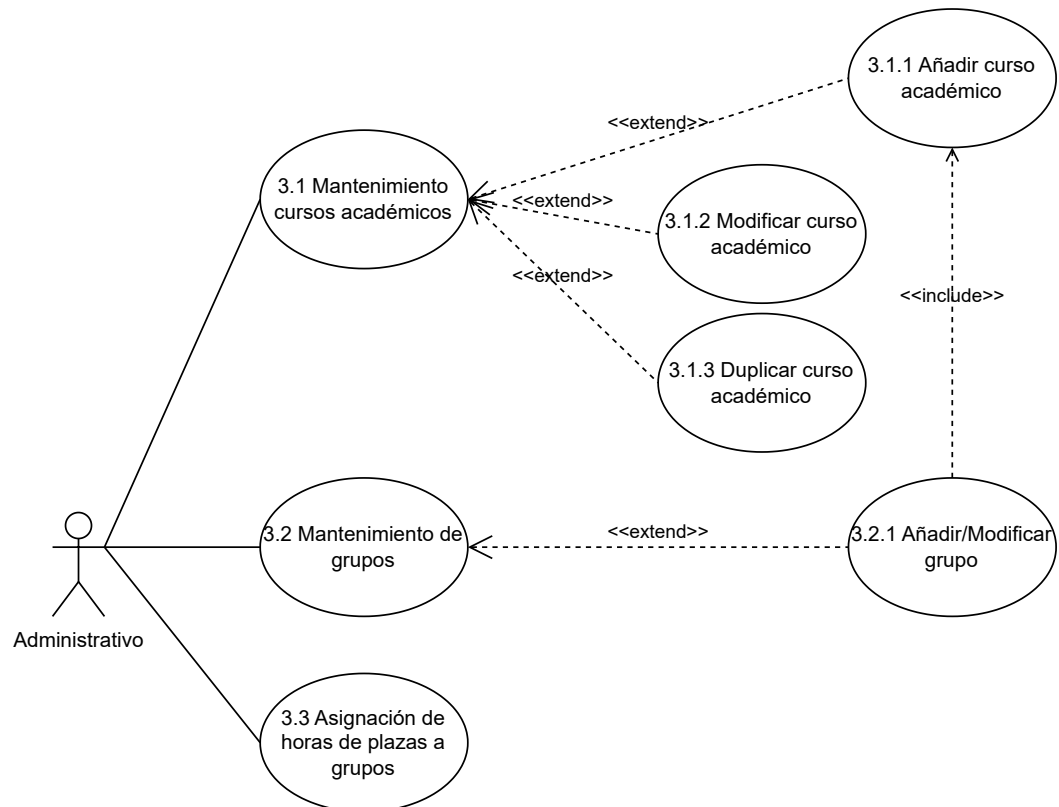 3.1.1 Añadir curso
académico
<<extend>>
3.1 Mantenimiento
cursos académicos
<<extend>>
3.1.2 Modificar curso
académico
<<extend>>
<<include>>
3.1.3 Duplicar curso
académico
3.2 Mantenimiento de
grupos
<<extend>>
3.2.1 Añadir/Modificar
grupo
Administrativo
3.3 Asignación de
horas de plazas a
grupos